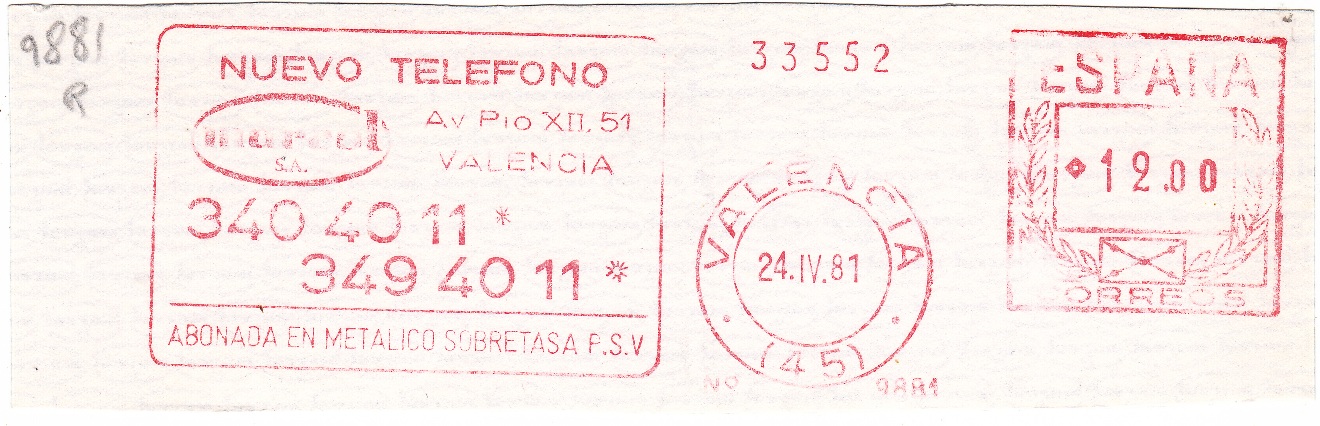 9881
R
NUEVO TELEFONO
S.A.
Av Pio XII. 51
VALENCIA
340 40 11 *
349 40 11 *
ABONADA EN METALICO SOBRETASA P.S.V
33552
VALENCIA
24.IV.81
(45)
Nº 9881
ESPAÑA
12.00
CORREOS